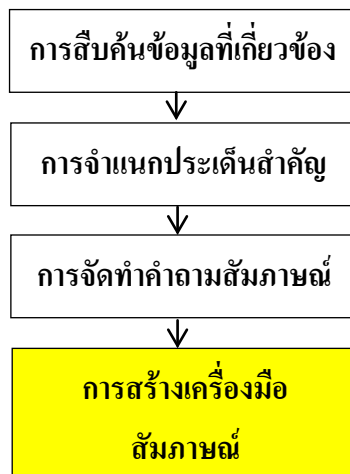 การสืบค้นข้อมูลที่เกี่ยวข้อง
การจำแนกประเด็นสำคัญ
การจัดทำคำถามสัมภาษณ์
การสร้างเครื่องมือ
สัมภาษณ์